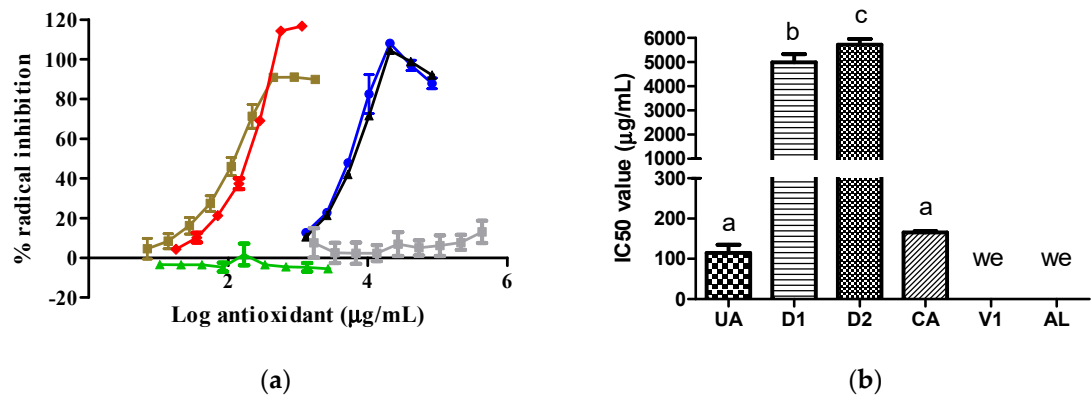 120
100
80
60
40
20
0
-20
2
4
6
% radical inhibition
Log antioxidant (µg/mL)
(a)
6000
5000
4000
3000
2000
1000
300
200
100
0
IC50 value (µg/mL)
a
b
c
a
we
we
UA D1 D2 CA V1 AL
(b)